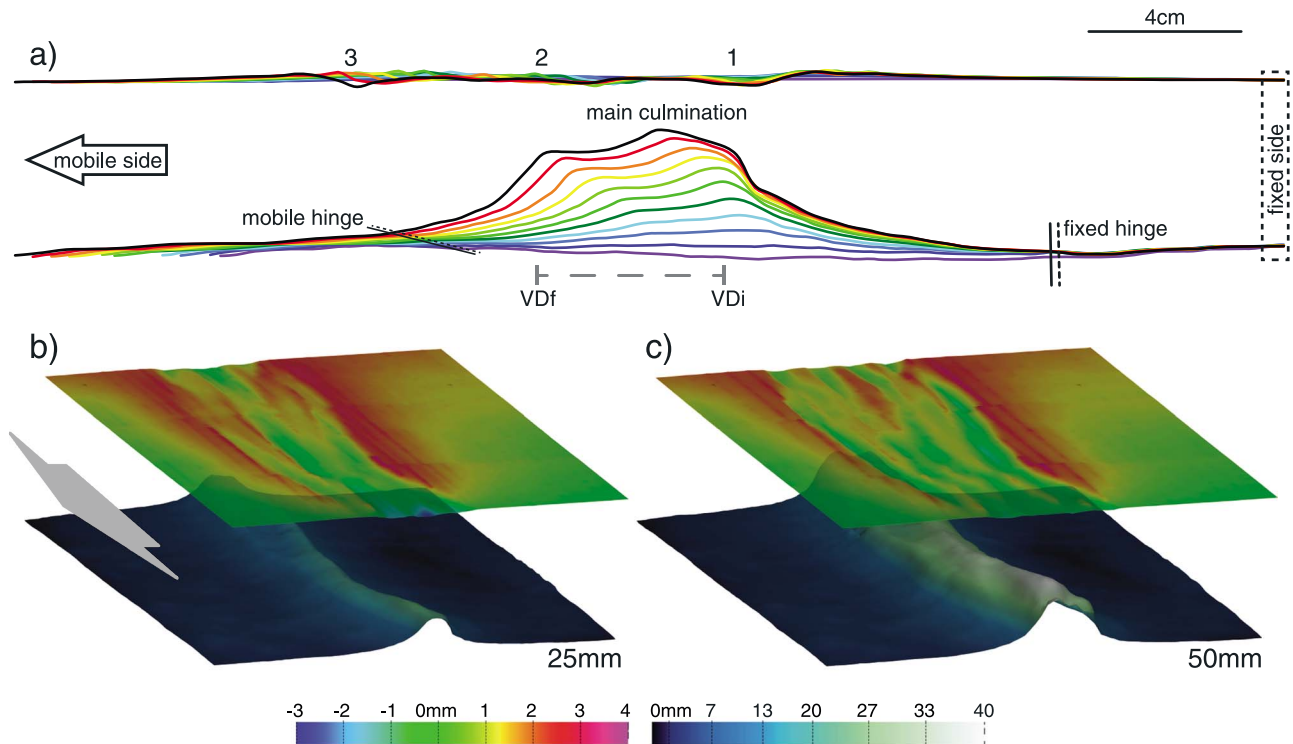 4cm
a)
3 2 1
main culmination
mobile side
fixed side
mobile hinge
fixed hinge
VDf VDi
b)
c)
25mm
50mm
-3 -2 -1 0mm 1 2 3 4
0mm 7 13 20 27 33 40